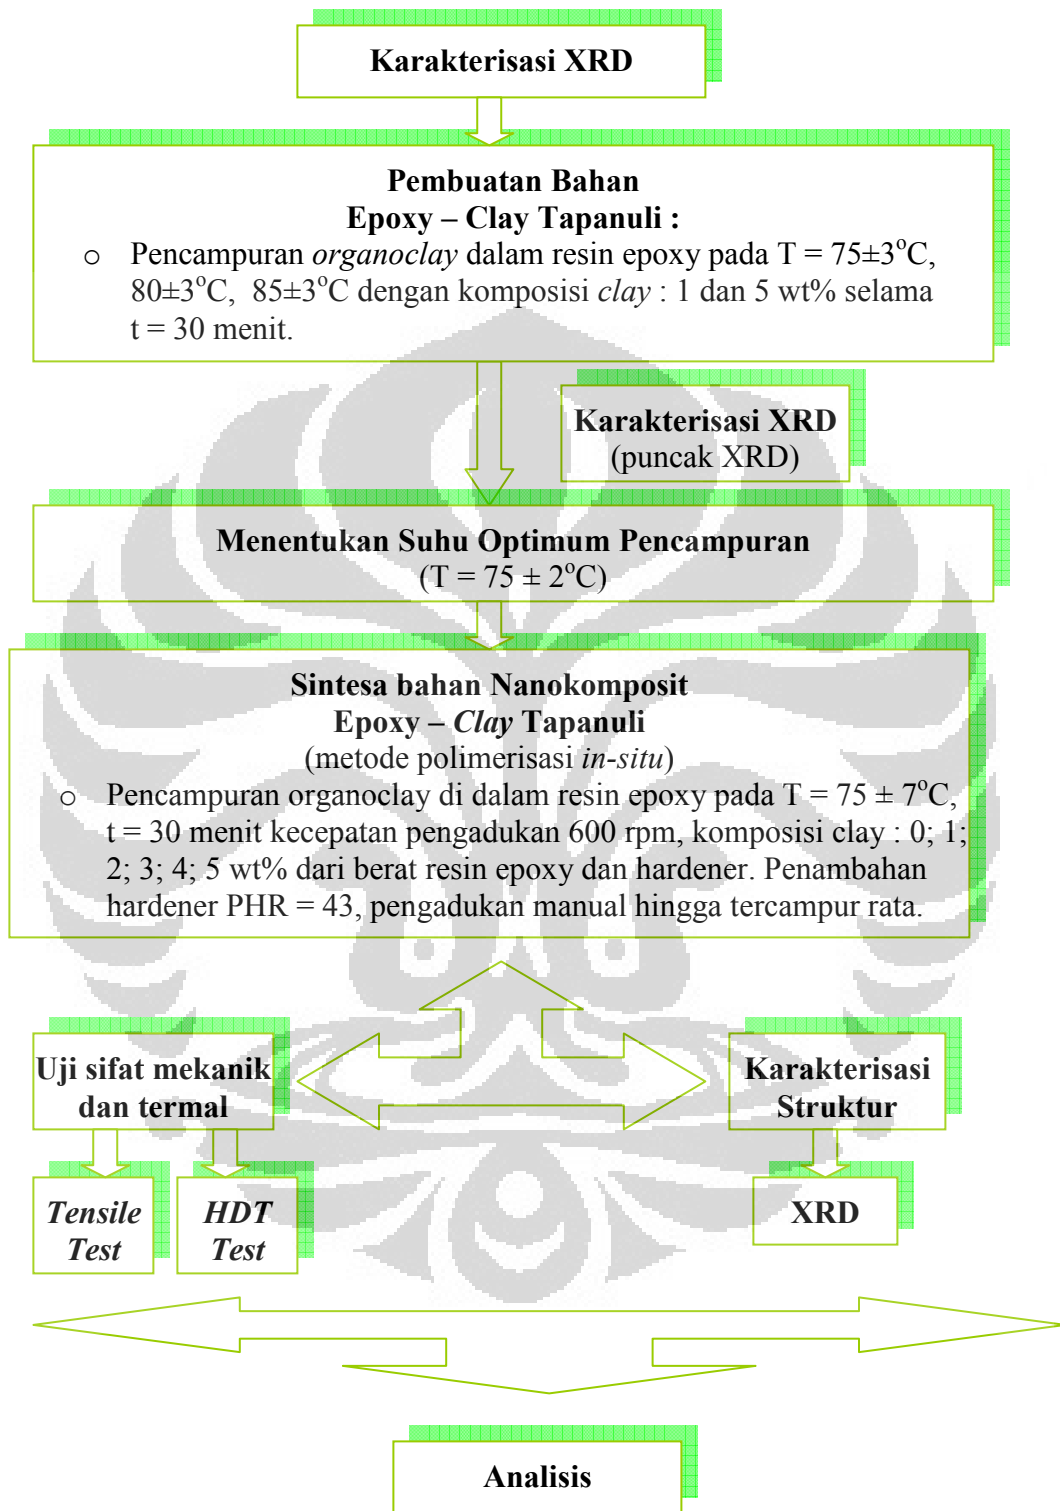 Karakterisasi XRD
Pembuatan Bahan
Epoxy – Clay Tapanuli :
o Pencampuran organoclay dalam resin epoxy pada T = 75±3°C,
80±3°C, 85±3°C dengan komposisi clay : 1 dan 5 wt% selama
t = 30 menit.
Karakterisasi XRD
(puncak XRD)
Menentukan Suhu Optimum Pencampuran
(T = 75 ± 2°C)
Sintesa bahan Nanokomposit
Epoxy – Clay Tapanuli
(metode polimerisasi in-situ)
o Pencampuran organoclay di dalam resin epoxy pada T = 75 ± 7°C,
t = 30 menit kecepatan pengadukan 600 rpm, komposisi clay : 0; 1;
2; 3; 4; 5 wt% dari berat resin epoxy dan hardener. Penambahan
hardener PHR = 43, pengadukan manual hingga tercampur rata.
Uji sifat mekanik
dan termal
Karakterisasi
Struktur
Tensile
Test
HDT
Test
XRD
Analisis